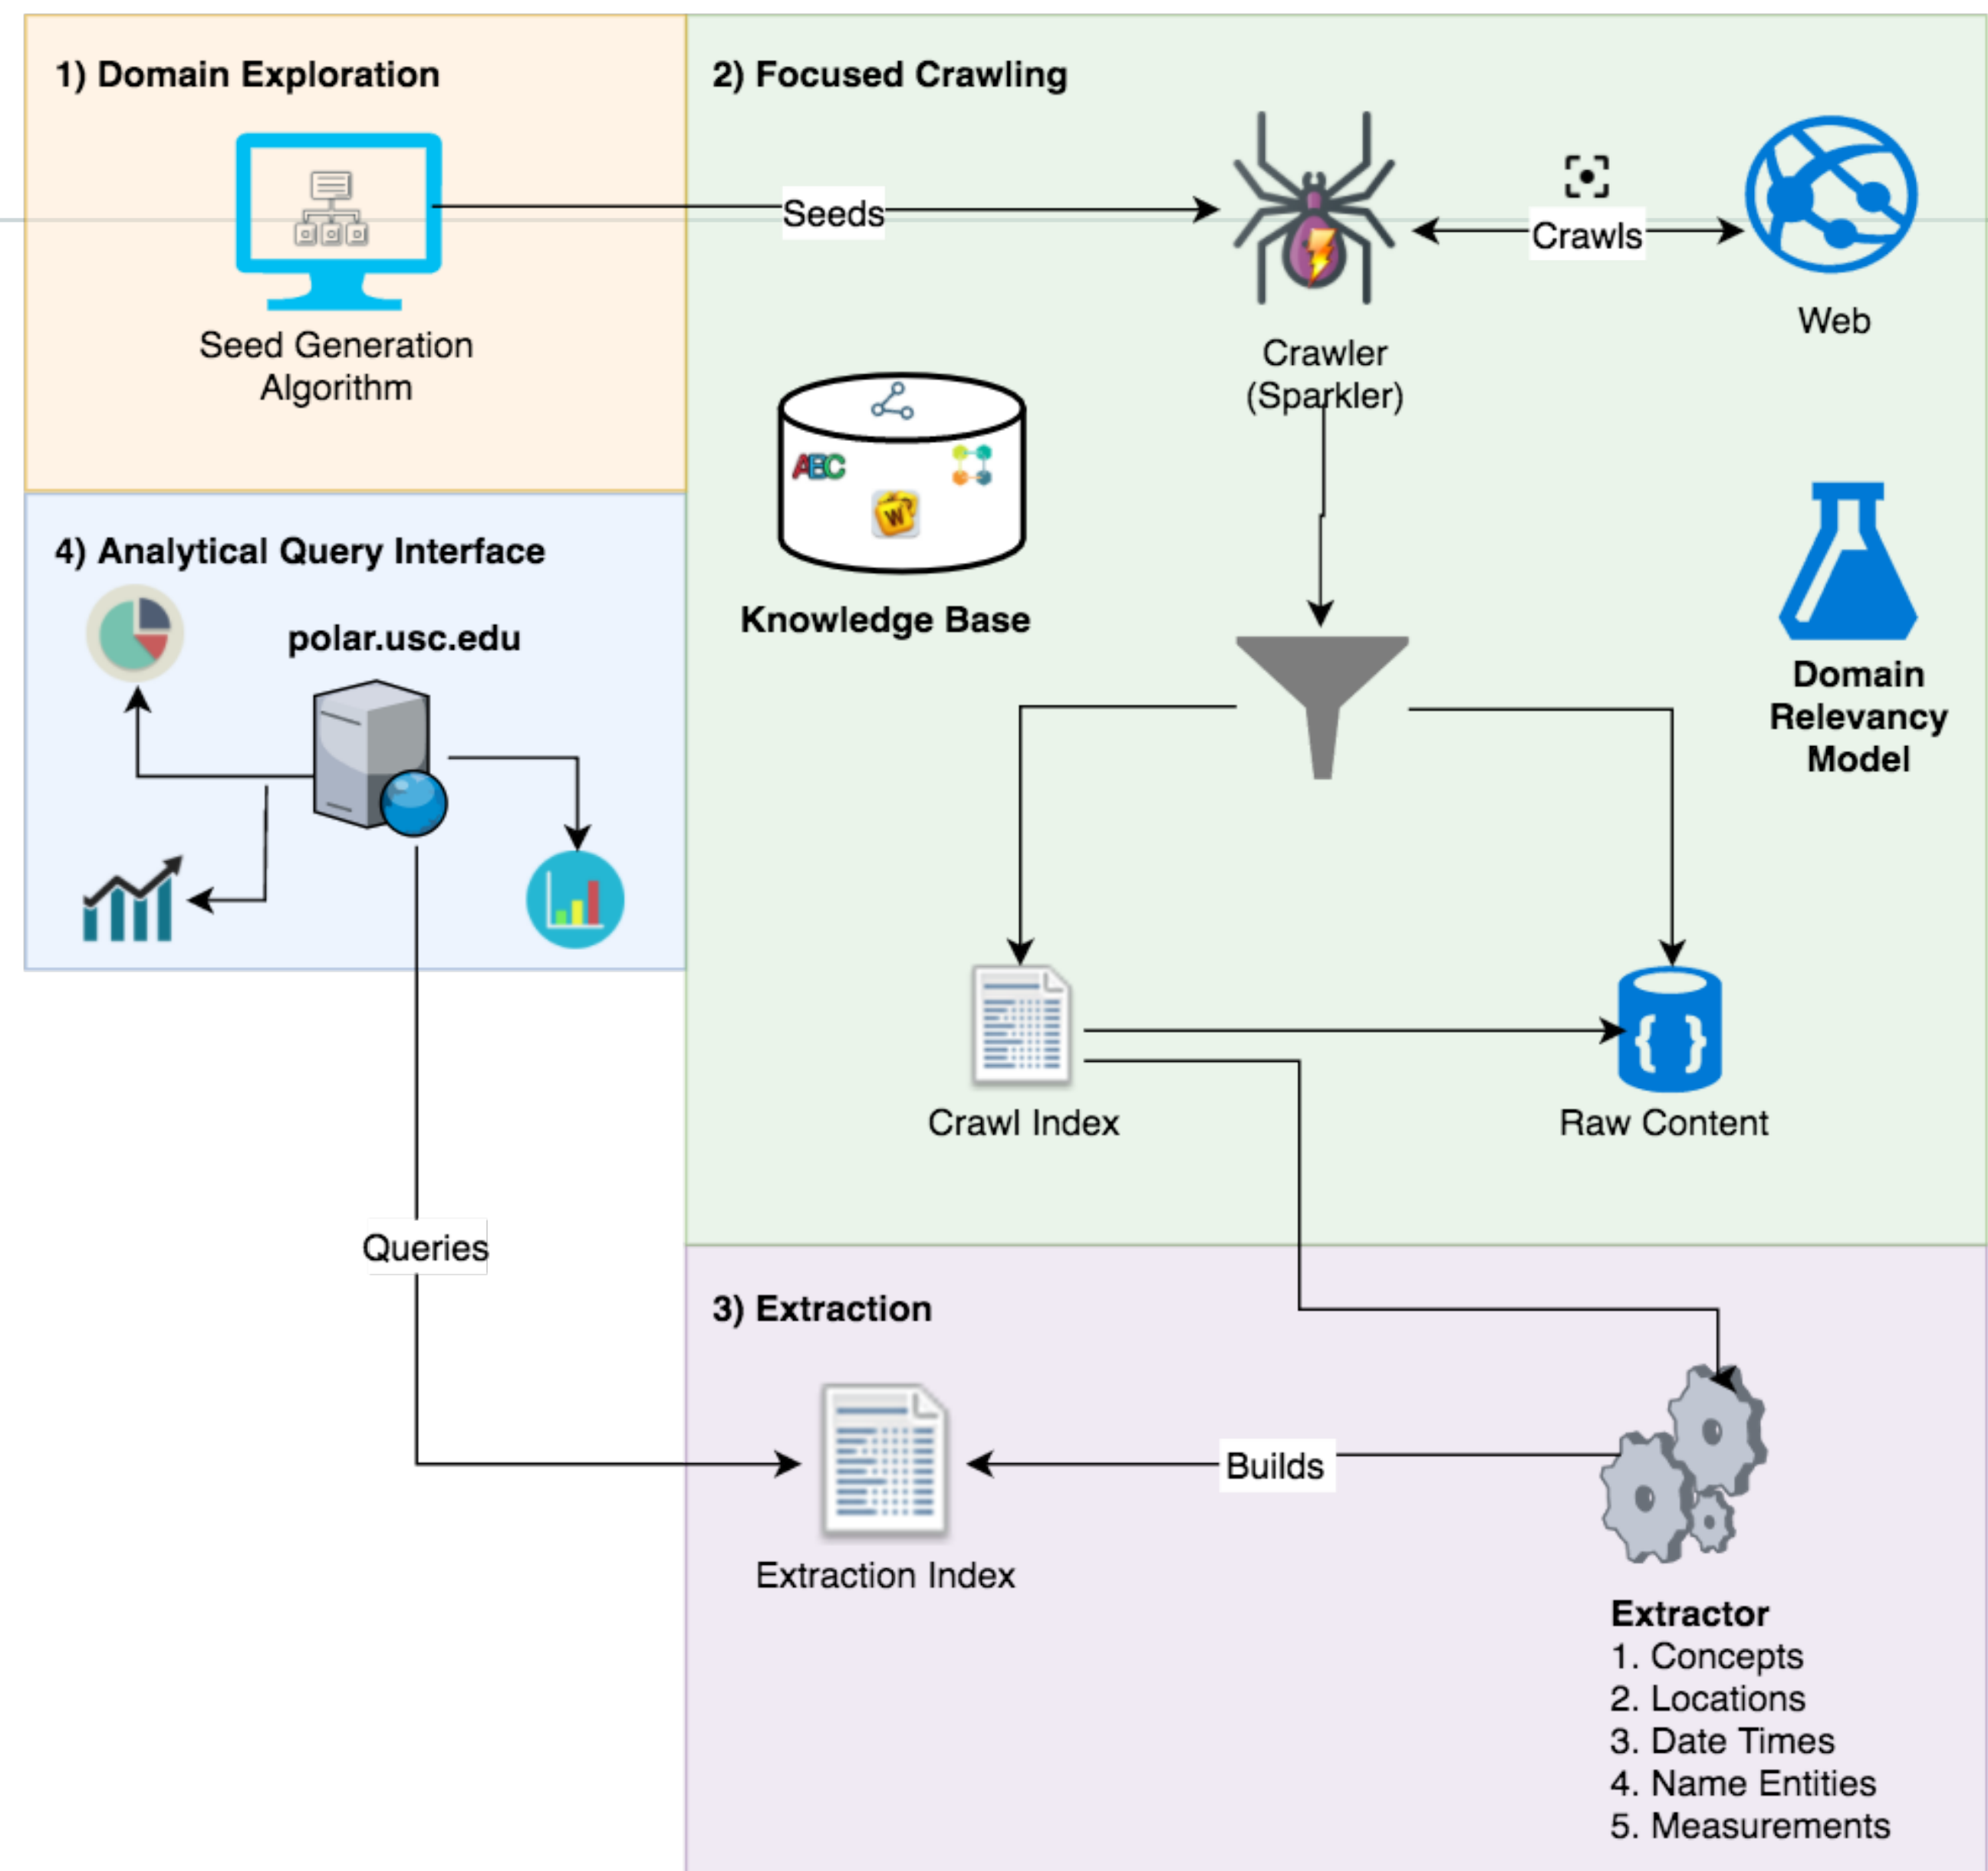 1) Domain Exploration
Seed Generation
Algorithm
2) Focused Crawling
Seeds
Crawls
Web
Crawler
(Sparkler)
ABC
W
Knowledge Base
Domain
Relevancy
Model
{ }
Crawl Index
Raw Content
4) Analytical Query Interface
polar.usc.edu
Queries
3) Extraction
Builds
Extraction Index
Extractor
1. Concepts
2. Locations
3. Date Times
4. Name Entities
5. Measurements